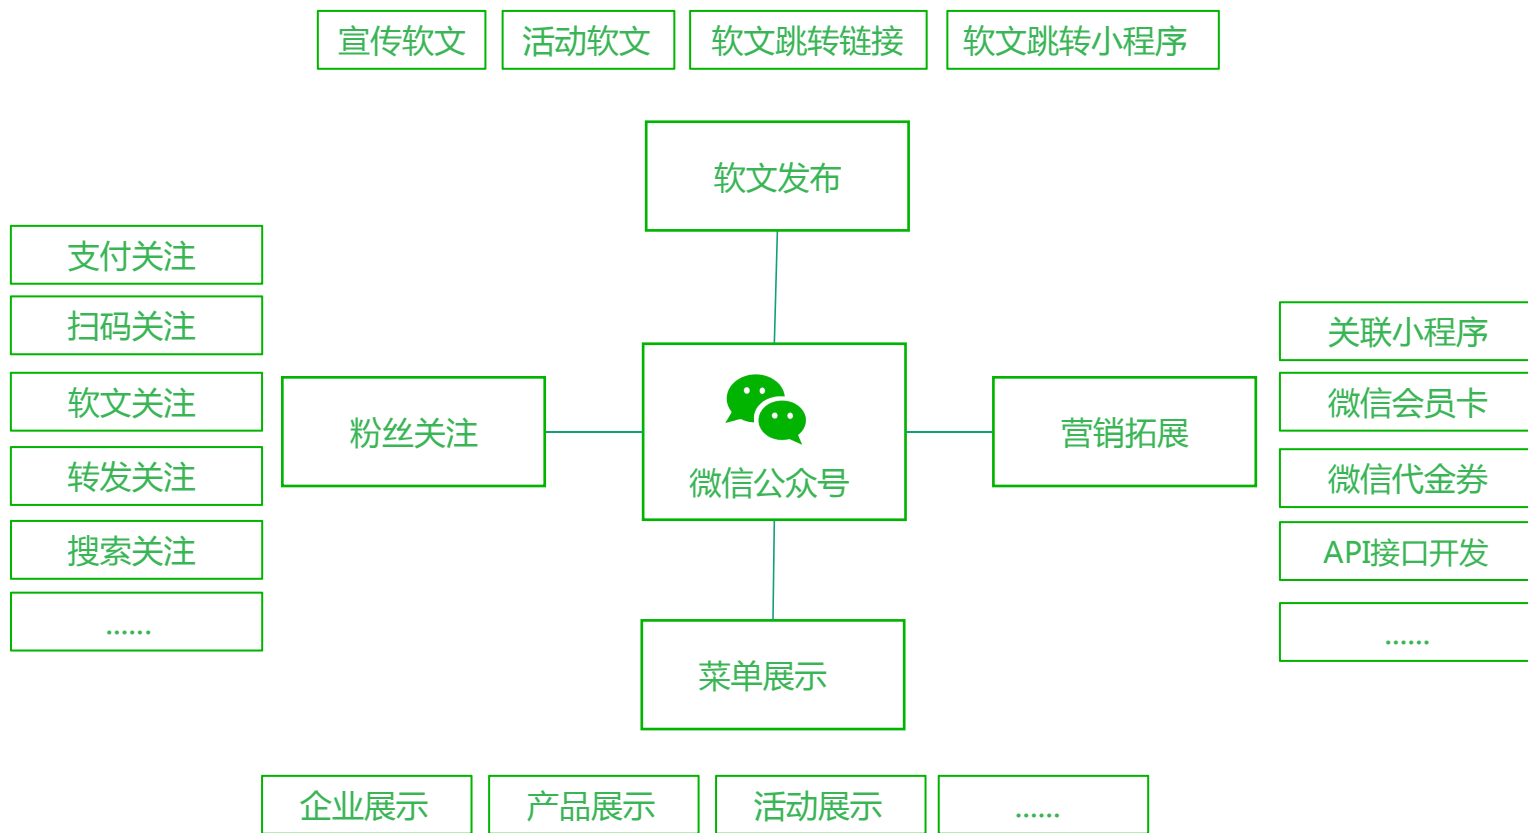 宣传软文
活动软文
软文跳转链接
软文跳转小程序
软文发布
支付关注
扫码关注
软文关注
转发关注
搜索关注
......
粉丝关注
微信公众号
营销拓展
关联小程序
微信会员卡
微信代金券
API接口开发
......
菜单展示
企业展示
产品展示
活动展示
......